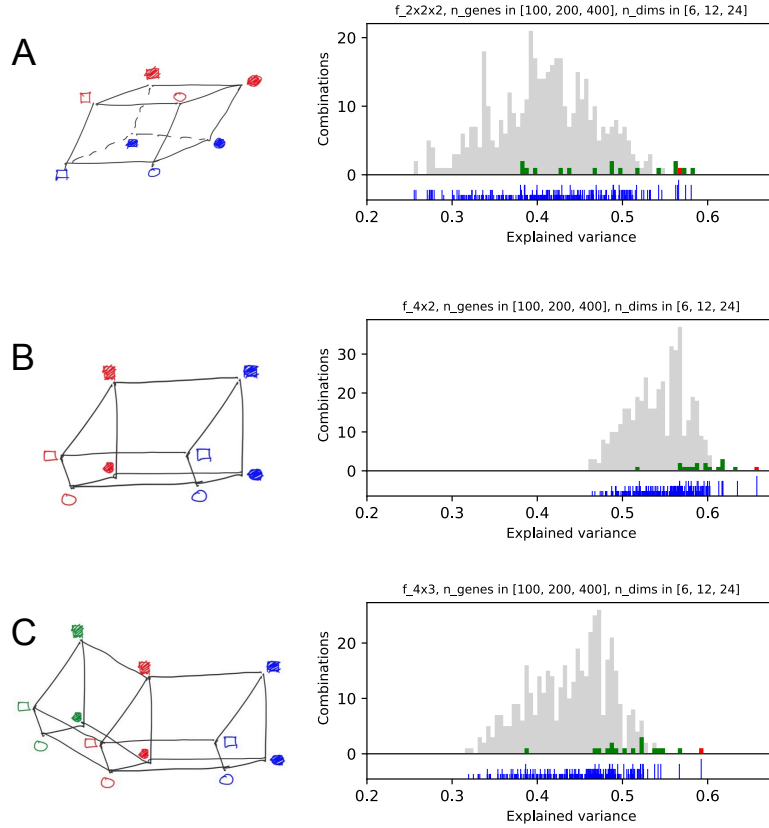 A
f_2x2x2, n_genes in [100, 200, 400], n_dims in [6, 12, 24]
20
10
0
Combinations
0.2 0.3 0.4 0.5 0.6
Explained variance
B
f_4x2, n_genes in [100, 200, 400], n_dims in [6, 12, 24]
30
20
10
0
Combinations
0.2 0.3 0.4 0.5 0.6
Explained variance
C
f_4x3, n_genes in [100, 200, 400], n_dims in [6, 12, 24]
20
10
0
Combinations
0.2 0.3 0.4 0.5 0.6
Explained variance